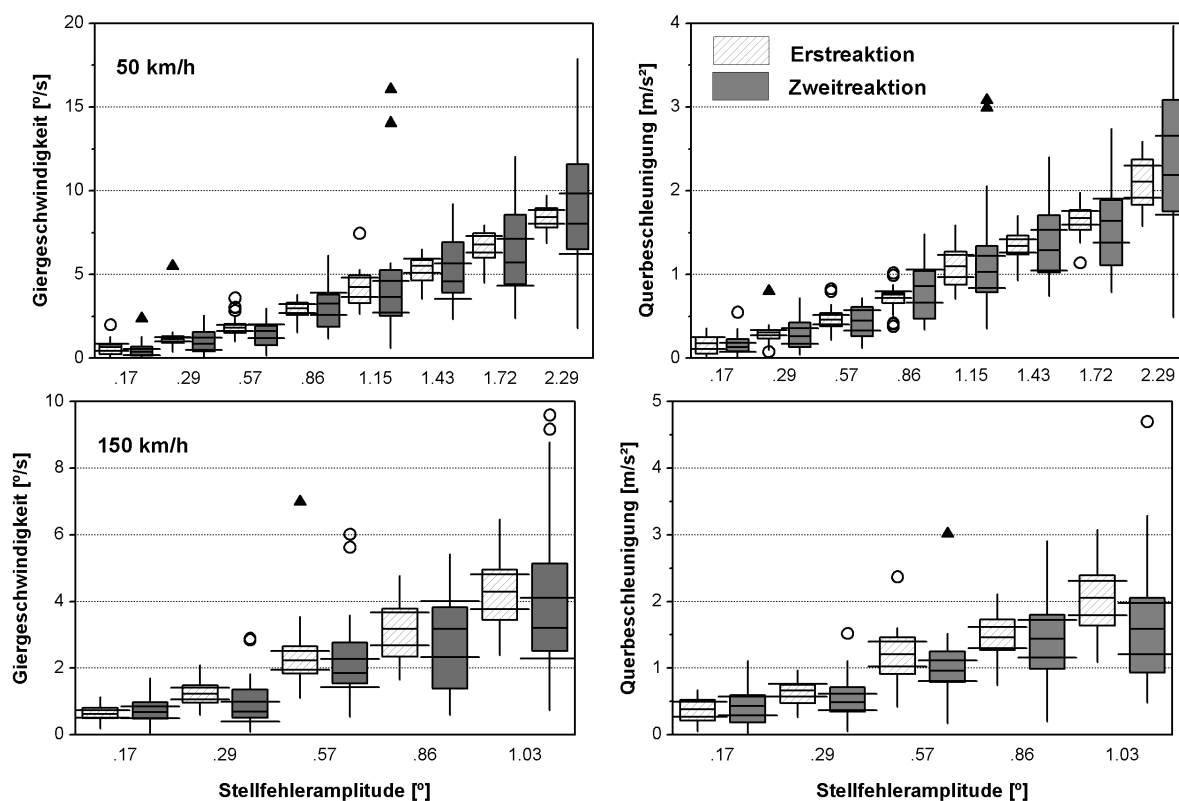 20
15
10
5
0
Giergeschwindigkeit [º/s]
50 km/h
.17 .29 .57 .86 1.15 1.43 1.72 2.29
4
3
2
1
0
Querbeschleunigung [m/s²]
Erstreaktion
Zweitreaktion
.17 .29 .57 .86 1.15 1.43 1.72 2.29
10
8
6
4
2
0
Giergeschwindigkeit [º/s]
150 km/h
.17 .29 .57 .86 1.03
Stellfehleramplitude [º]
5
4
3
2
1
0
Querbeschleunigung [m/s²]
.17 .29 .57 .86 1.03
Stellfehleramplitude [º]